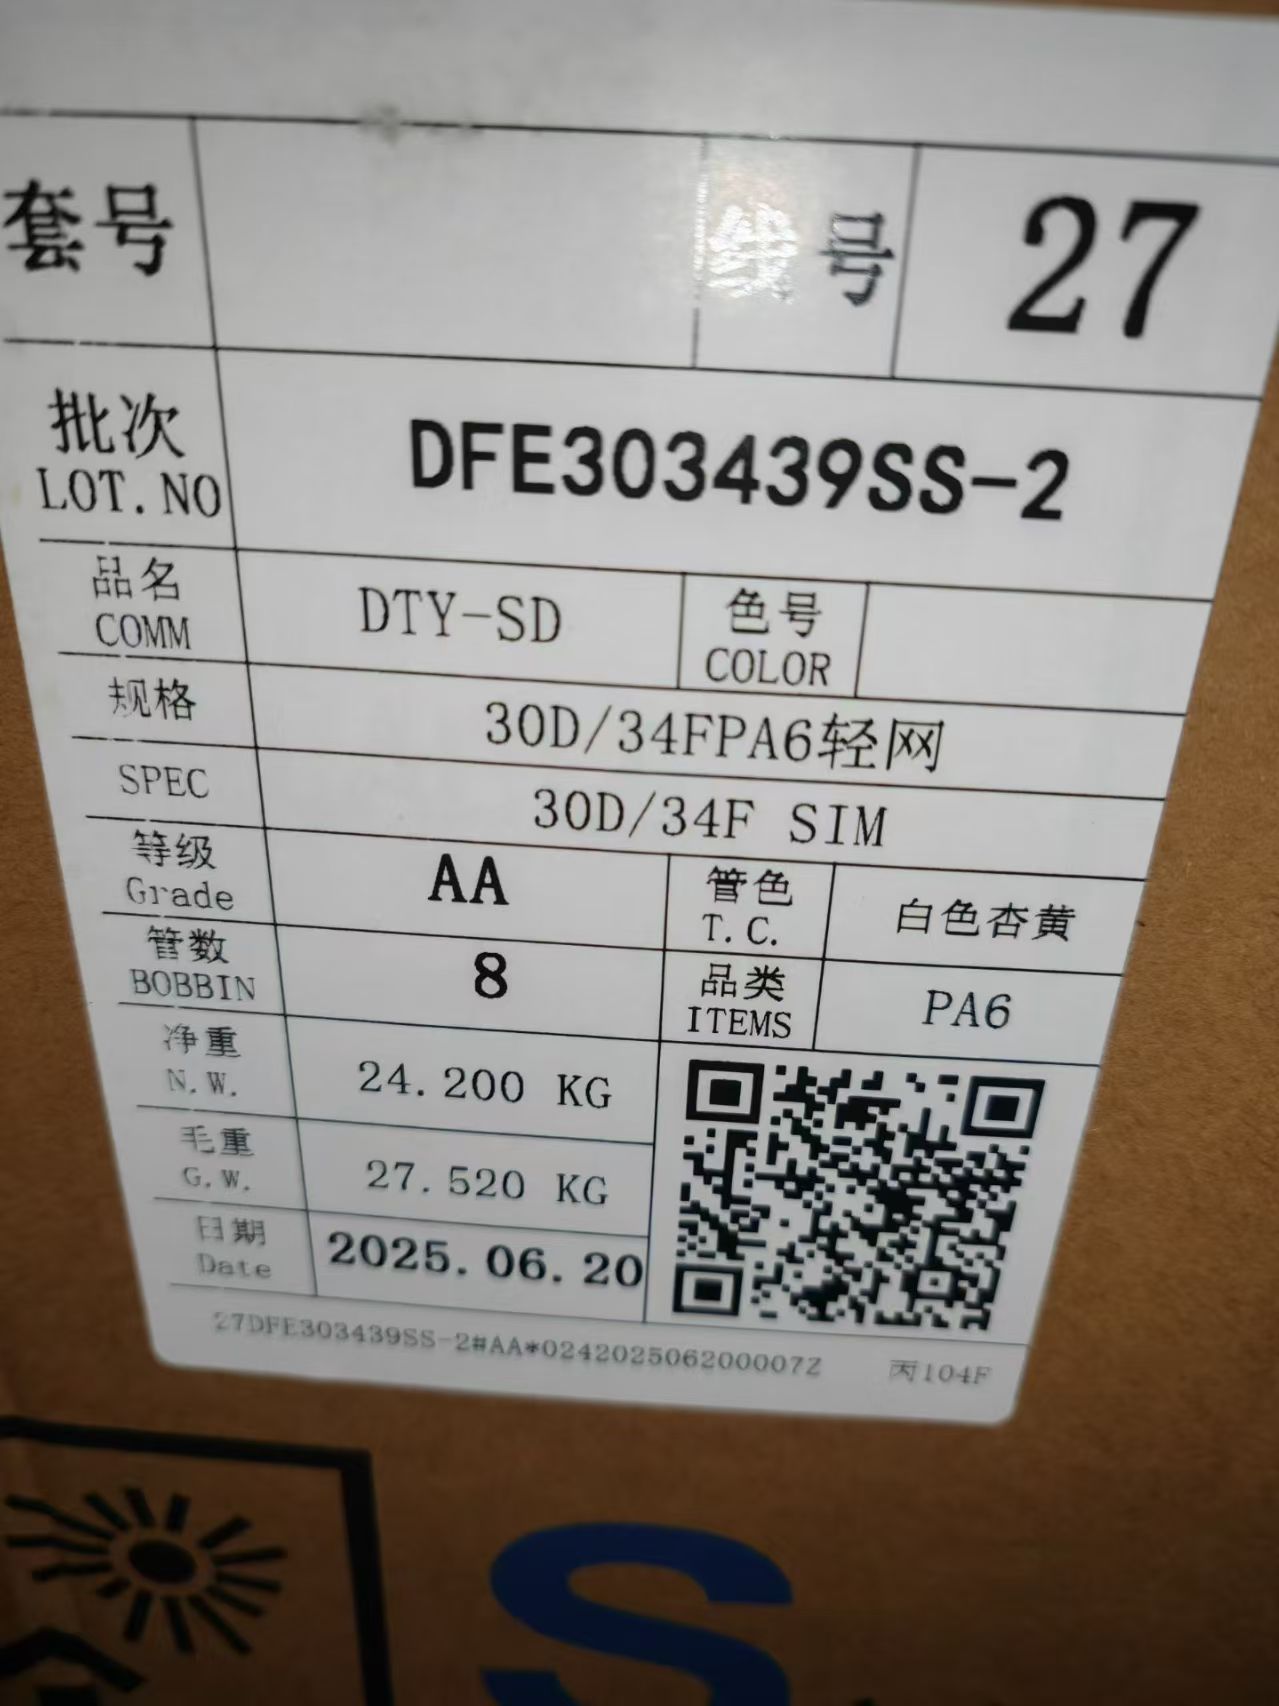 套号 线号 27
批次
LOT.NO
DFE303439SS-2
品名
COMM
DTY-SD
色号
COLOR
规格
30D/34FPA6轻网
SPEC
30D/34F SIM
等级
Grade
AA
管色
T.C.
白色杏黄
管数
BOBBIN
8
品类
ITEMS
PA6
净重
N.W.
24.200 KG
毛重
G.W.
27.520 KG
日期
Date
2025.06.20
27DFE303439SS-2#AA*0242025062000007Z 丙104F
S